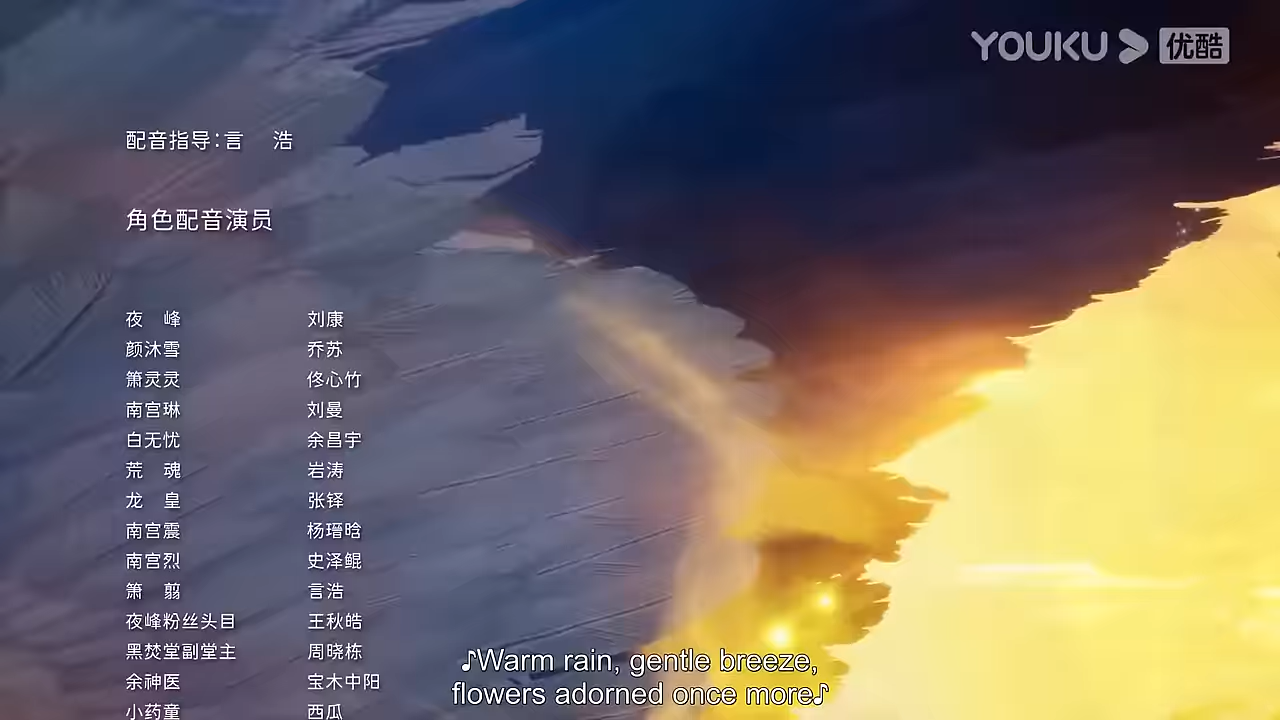 YOUKU 优酷
配音指导：言 浩
角色配音演员
夜 峰 刘康
颜沐雪 乔苏
箫灵灵 佟心竹
南宫琳 刘曼
白无忧 余昌宇
荒 魂 岩涛
龙 皇 张铎
南宫震 杨瑨晗
南宫烈 史泽鲲
箫 翦 言浩
夜峰粉丝头目 王秋皓
黑焚堂副堂主 周晓栋
余神医 宝木中阳
小药童 西瓜
♪Warm rain, gentle breeze,
flowers adorned once more♪